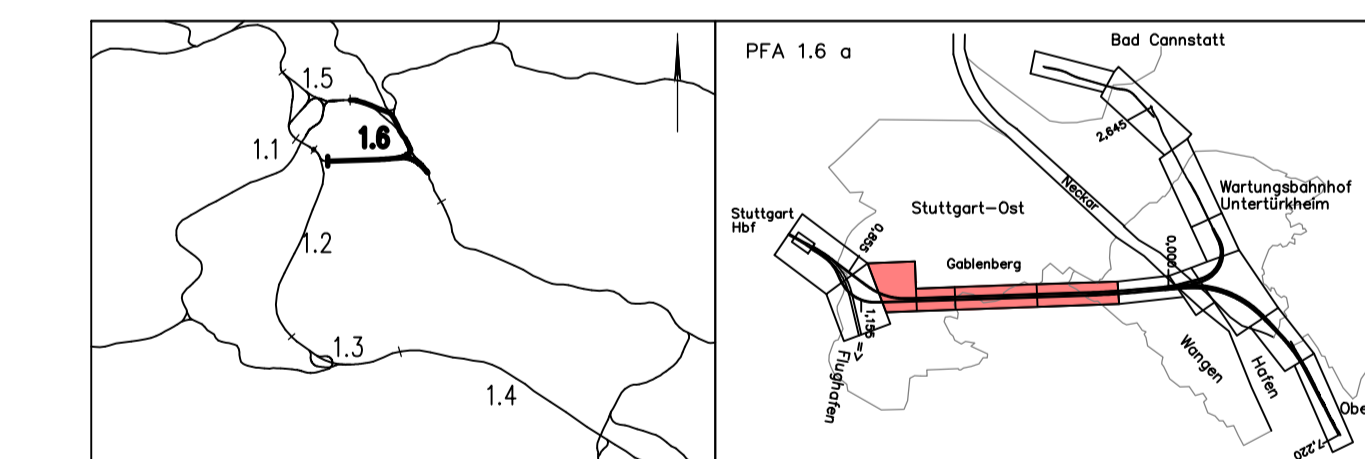 1.5
1.6
1.1
1.2
1.3
1.4
PFA 1.6 a
Bad Cannstatt
2,645
Neckar
Wartungsbahnhof
Untertürkheim
Stuttgart-Ost
Stuttgart
Hbf
0,855
0,000
Gablenberg
1,156
=>
Flughafen
Wangen
Hafen
Obe
7,220